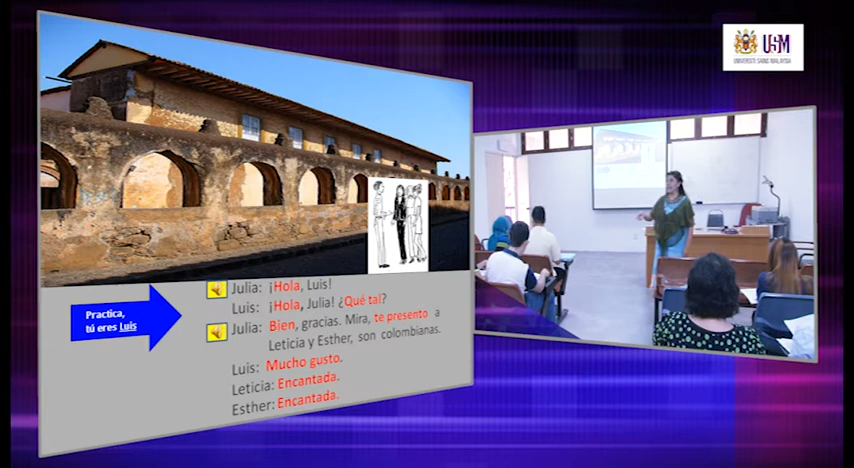 USM
UNIVERSITI SAINS MALAYSIA
Julia: ¡Hola, Luis!
Luis: ¡Hola, Julia! ¿Qué tal?
Practica,
tú eres Luis
Julia: Bien, gracias. Mira, te presento a
Leticia y Esther, son colombianas.
Luis: Mucho gusto.
Leticia: Encantada.
Esther: Encantada.